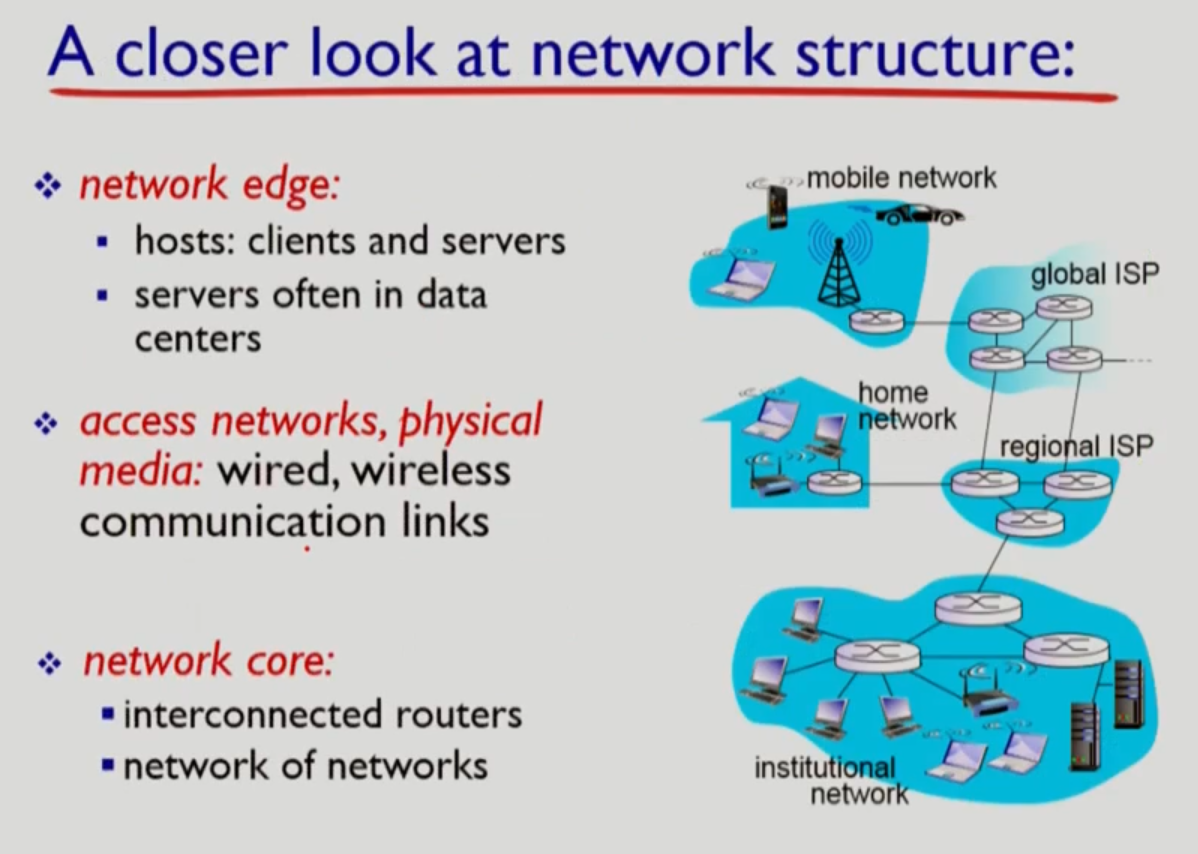 A closer look at network structure:
network edge:
hosts: clients and servers
servers often in data
centers
access networks, physical
media: wired, wireless
communication links
network core:
interconnected routers
network of networks
mobile network
global ISP
home
network
regional ISP
institutional
network